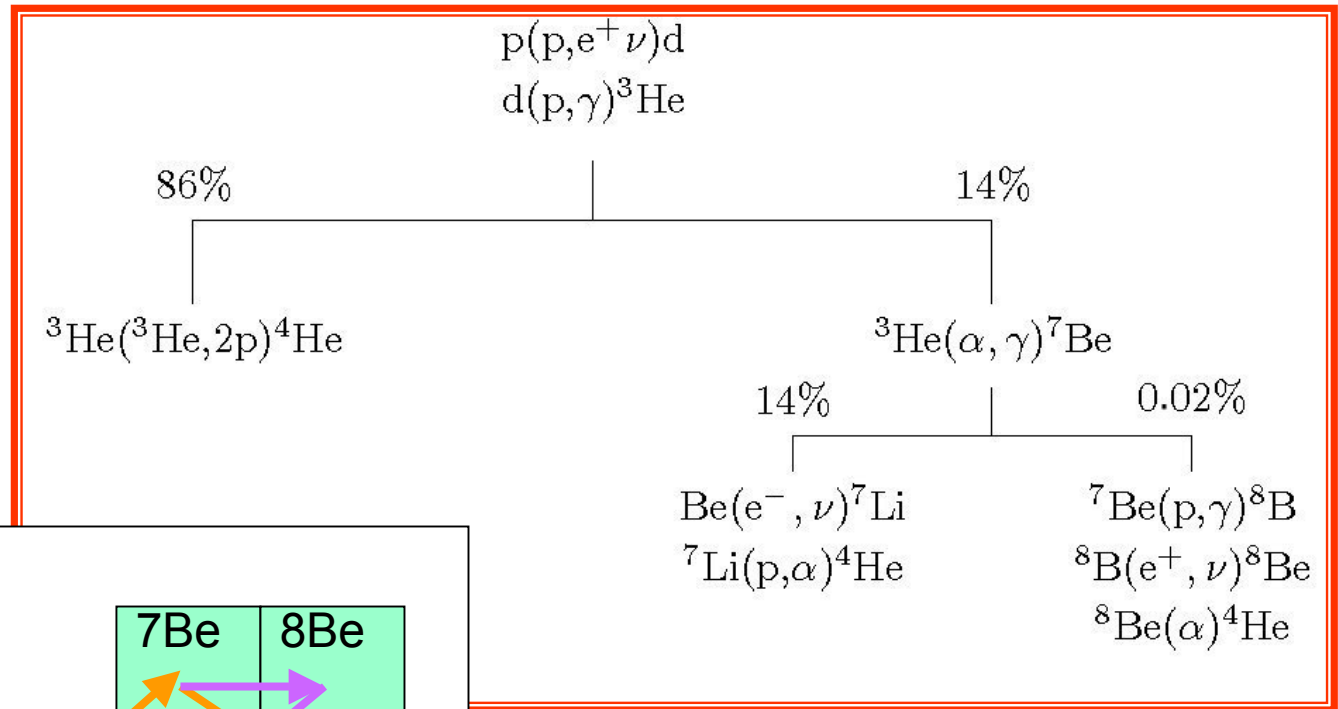 p(p,e⁺ν)d
d(p,γ)³He
86% 14%
³He(³He,2p)⁴He ³He(α,γ)⁷Be
14% 0.02%
Be(e⁻,ν)⁷Li ⁷Be(p,γ)⁸B
⁷Li(p,α)⁴He ⁸B(e⁺,ν)⁸Be
⁸Be(α)⁴He
7Be 8Be